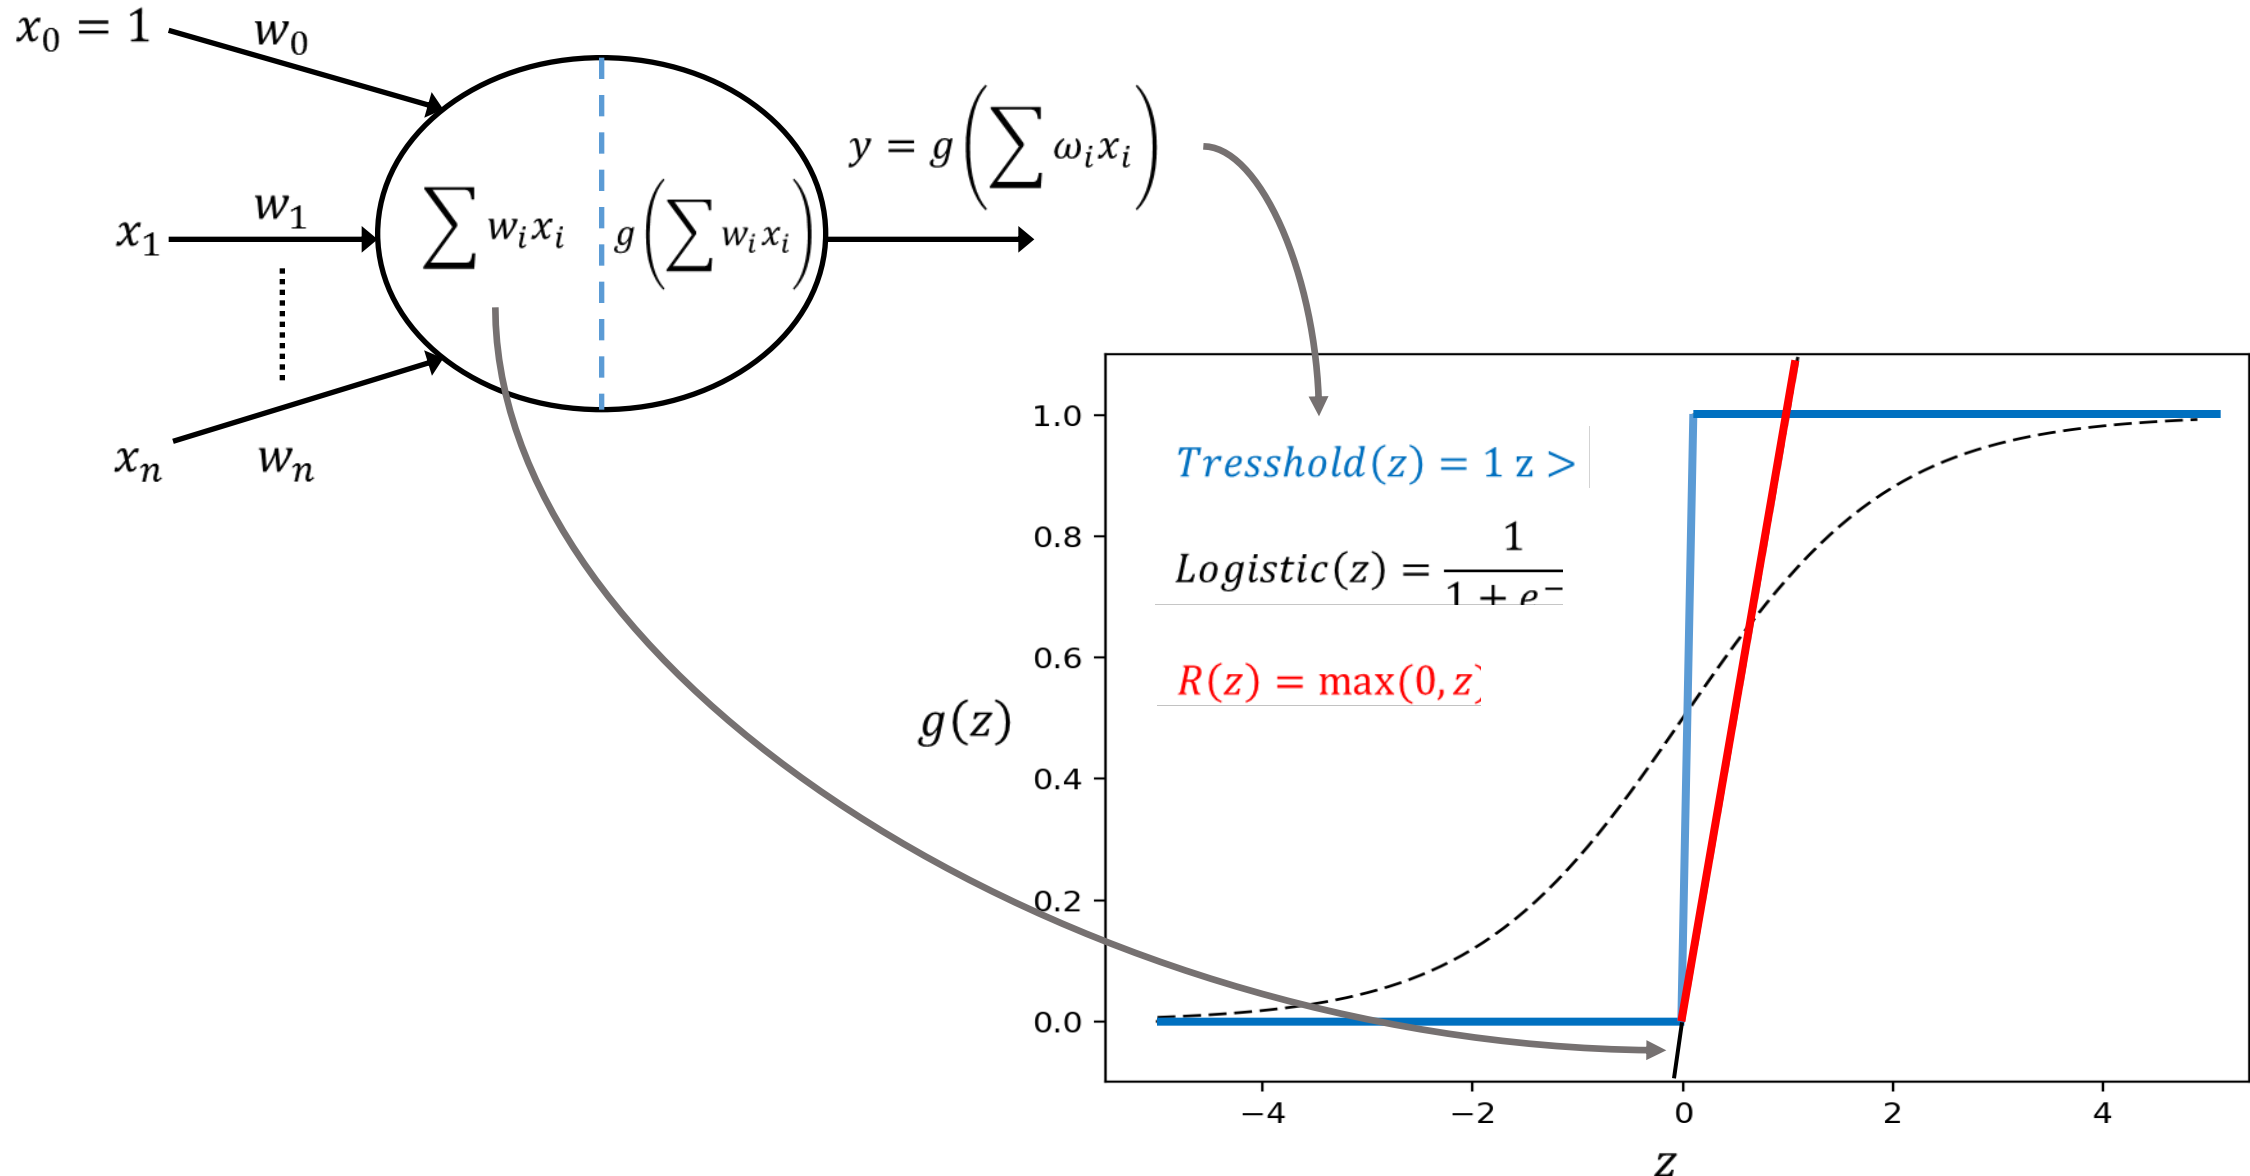 x₀ = 1
w₀
y = g(∑ ωᵢxᵢ)
w₁
x₁
∑ wᵢxᵢ
g(∑ wᵢxᵢ)
xₙ
wₙ
1.0
Tresshold(z) = 1 z >
0.8
Logistic(z) = 1 / 1 + e⁻
0.6
R(z) = max(0, z)
g(z)
0.4
0.2
0.0
−4 −2 0 2 4
z